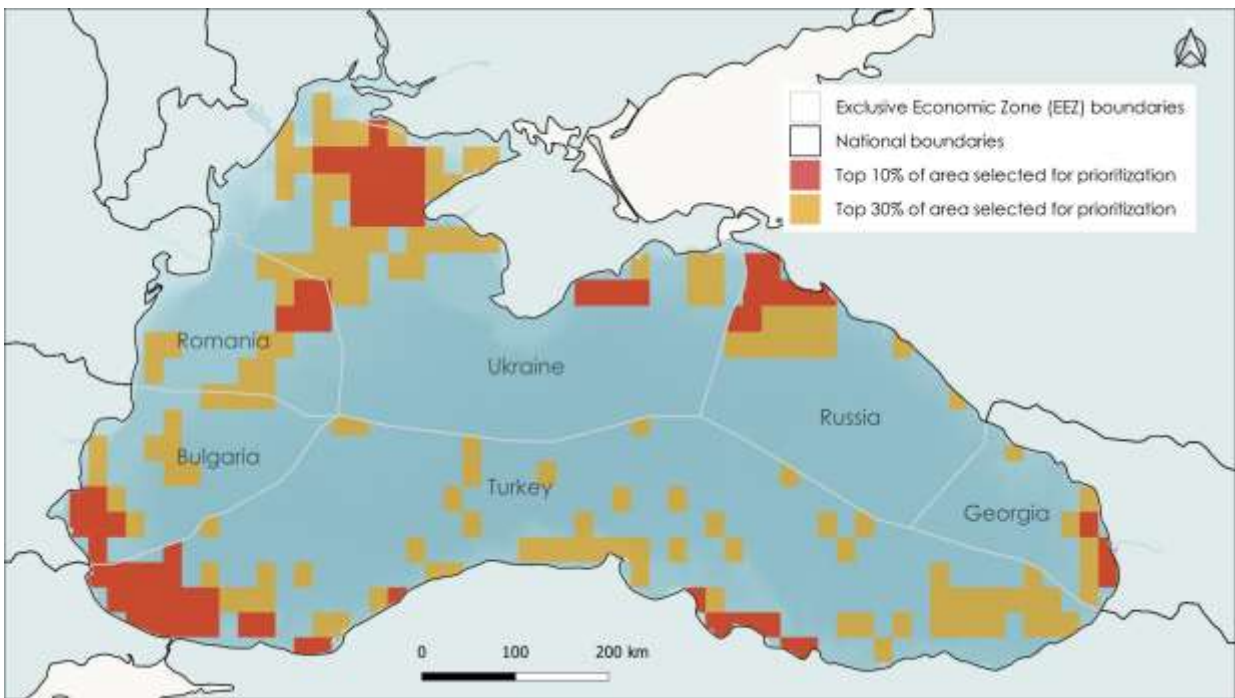 Exclusive Economic Zone (EEZ) boundaries
National boundaries
Top 10% of area selected for prioritization
Top 30% of area selected for prioritization
Romania
Ukraine
Russia
Bulgaria
Turkey
Georgia
0 100 200 km